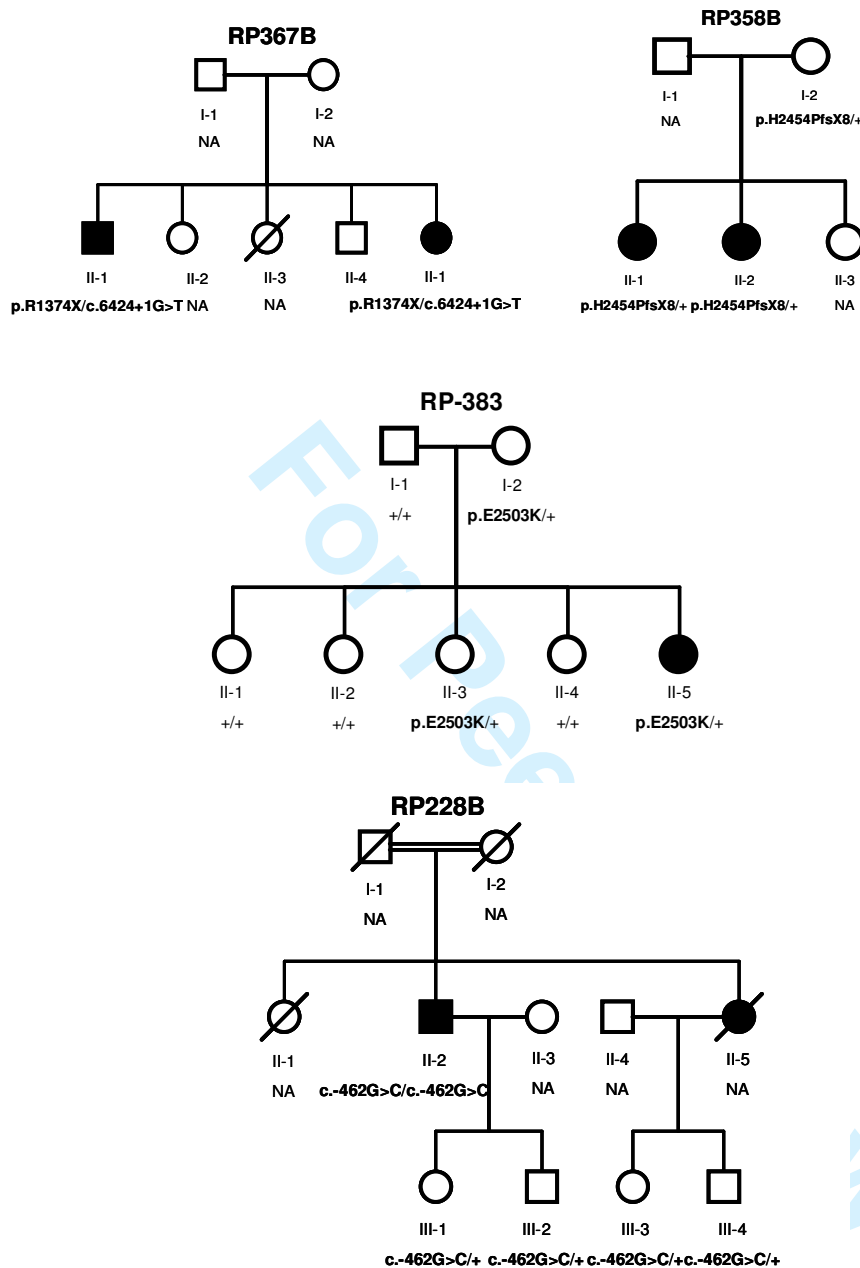 RP367B
I-1 I-2
NA NA
II-1 II-2 II-3 II-4 II-1
p.R1374X/c.6424+1G>T NA NA p.R1374X/c.6424+1G>T
RP358B
I-1 I-2
NA p.H2454PfsX8/+
II-1 II-2 II-3
p.H2454PfsX8/+ p.H2454PfsX8/+ NA
RP-383
I-1 I-2
+/+ p.E2503K/+
II-1 II-2 II-3 II-4 II-5
+/+ +/+ p.E2503K/+ +/+ p.E2503K/+
For Pee
RP228B
I-1 I-2
NA NA
II-1 II-2 II-3 II-4 II-5
NA c.-462G>C/c.-462G>C NA NA NA
III-1 III-2 III-3 III-4
c.-462G>C/+ c.-462G>C/+ c.-462G>C/+ c.-462G>C/+